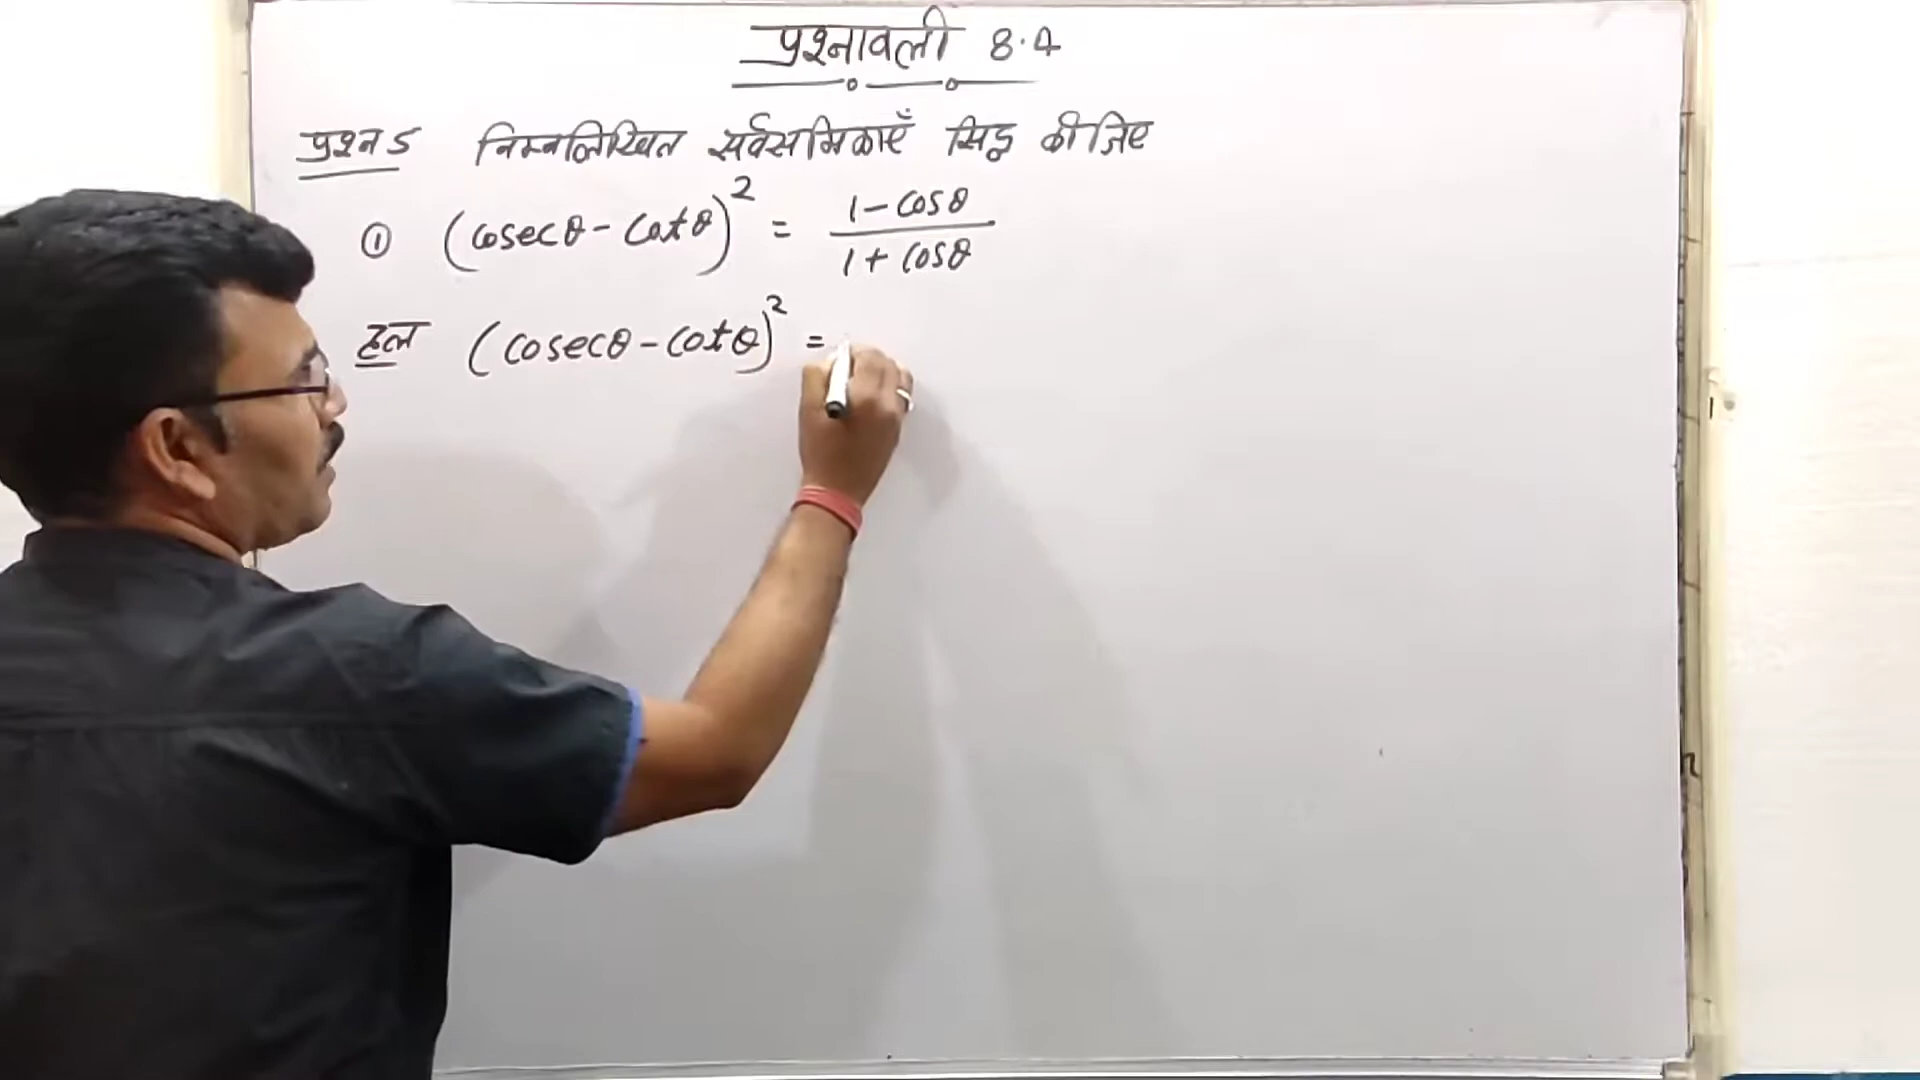 प्रश्नावली 8.4
प्रश्न 5 निम्नलिखित सर्वसमिकाएँ सिद्ध कीजिए
① (cosecθ - cotθ)² = (1 - cosθ)/(1 + cosθ)
हल (cosecθ - cotθ)² =